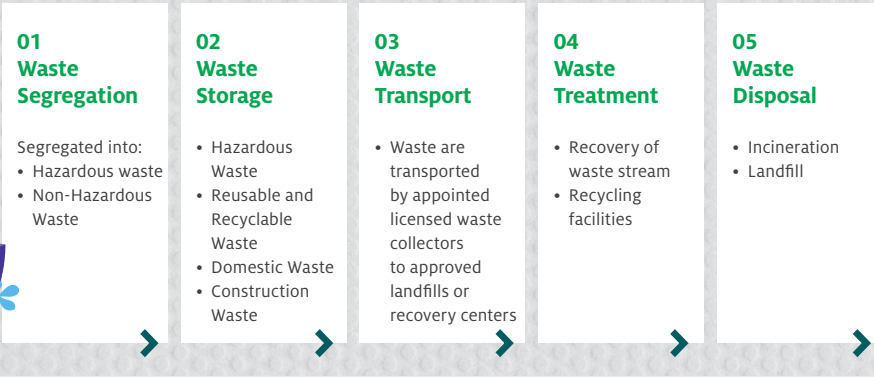 01
Waste
Segregation
Segregated into:
• Hazardous waste
• Non-Hazardous
Waste
02
Waste
Storage
• Hazardous
Waste
• Reusable and
Recyclable
Waste
• Domestic Waste
• Construction
Waste
03
Waste
Transport
• Waste are
transported
by appointed
licensed waste
collectors
to approved
landfills or
recovery centers
04
Waste
Treatment
• Recovery of
waste stream
• Recycling
facilities
05
Waste
Disposal
• Incineration
• Landfill